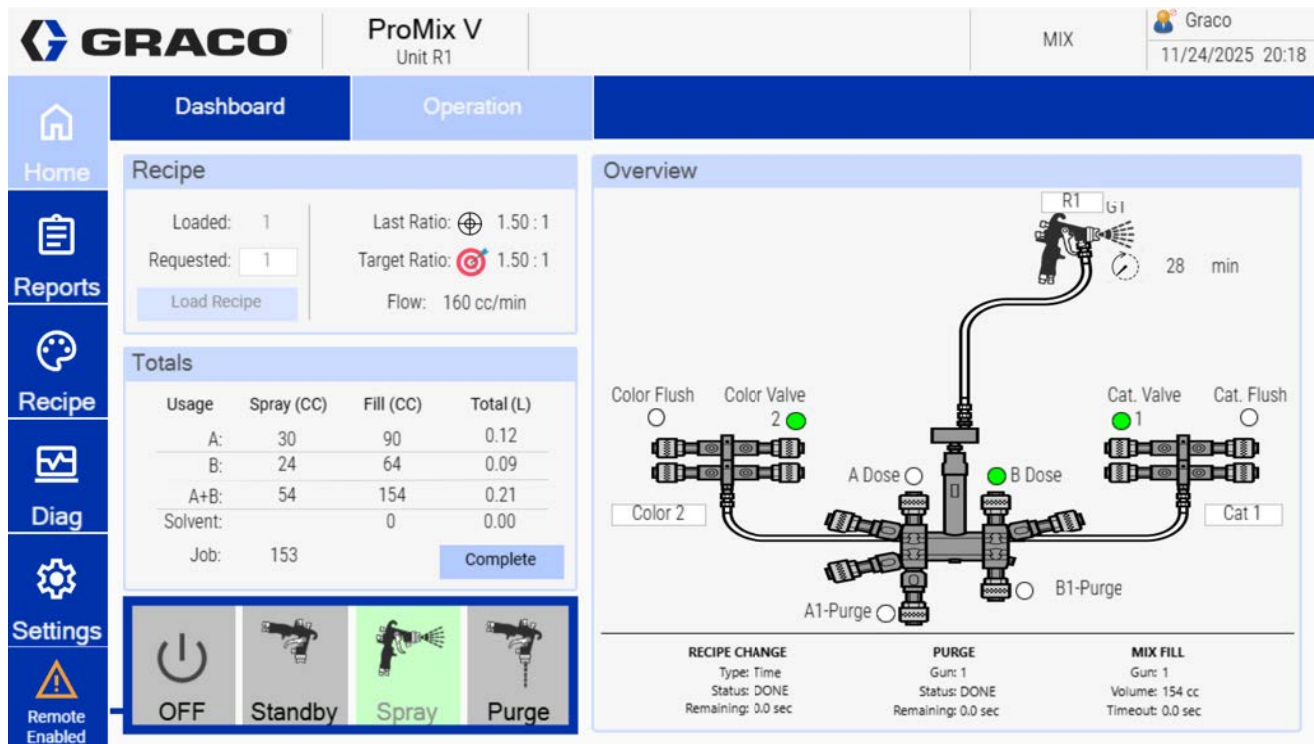 GRACO
ProMix V
Unit R1
MIX
Graco
11/24/2025 20:18
Home
Reports
Recipe
Diag
Settings
Remote
Enabled
Dashboard
Operation
Recipe
Loaded: 1
Requested: 1
Load Recipe
Last Ratio: 1.50 : 1
Target Ratio: 1.50 : 1
Flow: 160 cc/min
Totals
Usage Spray (CC) Fill (CC) Total (L)
A: 30 90 0.12
B: 24 64 0.09
A+B: 54 154 0.21
Solvent: 0 0.00
Job: 153
Complete
OFF
Standby
Spray
Purge
Overview
R1 G1
28 min
Color Flush Color Valve
2
Cat. Valve Cat. Flush
1
A Dose
B Dose
Color 2
Cat 1
B1-Purge
A1-Purge
RECIPE CHANGE
Type: Time
Status: DONE
Remaining: 0.0 sec
PURGE
Gun: 1
Status: DONE
Remaining: 0.0 sec
MIX FILL
Gun: 1
Volume: 154 cc
Timeout: 0.0 sec